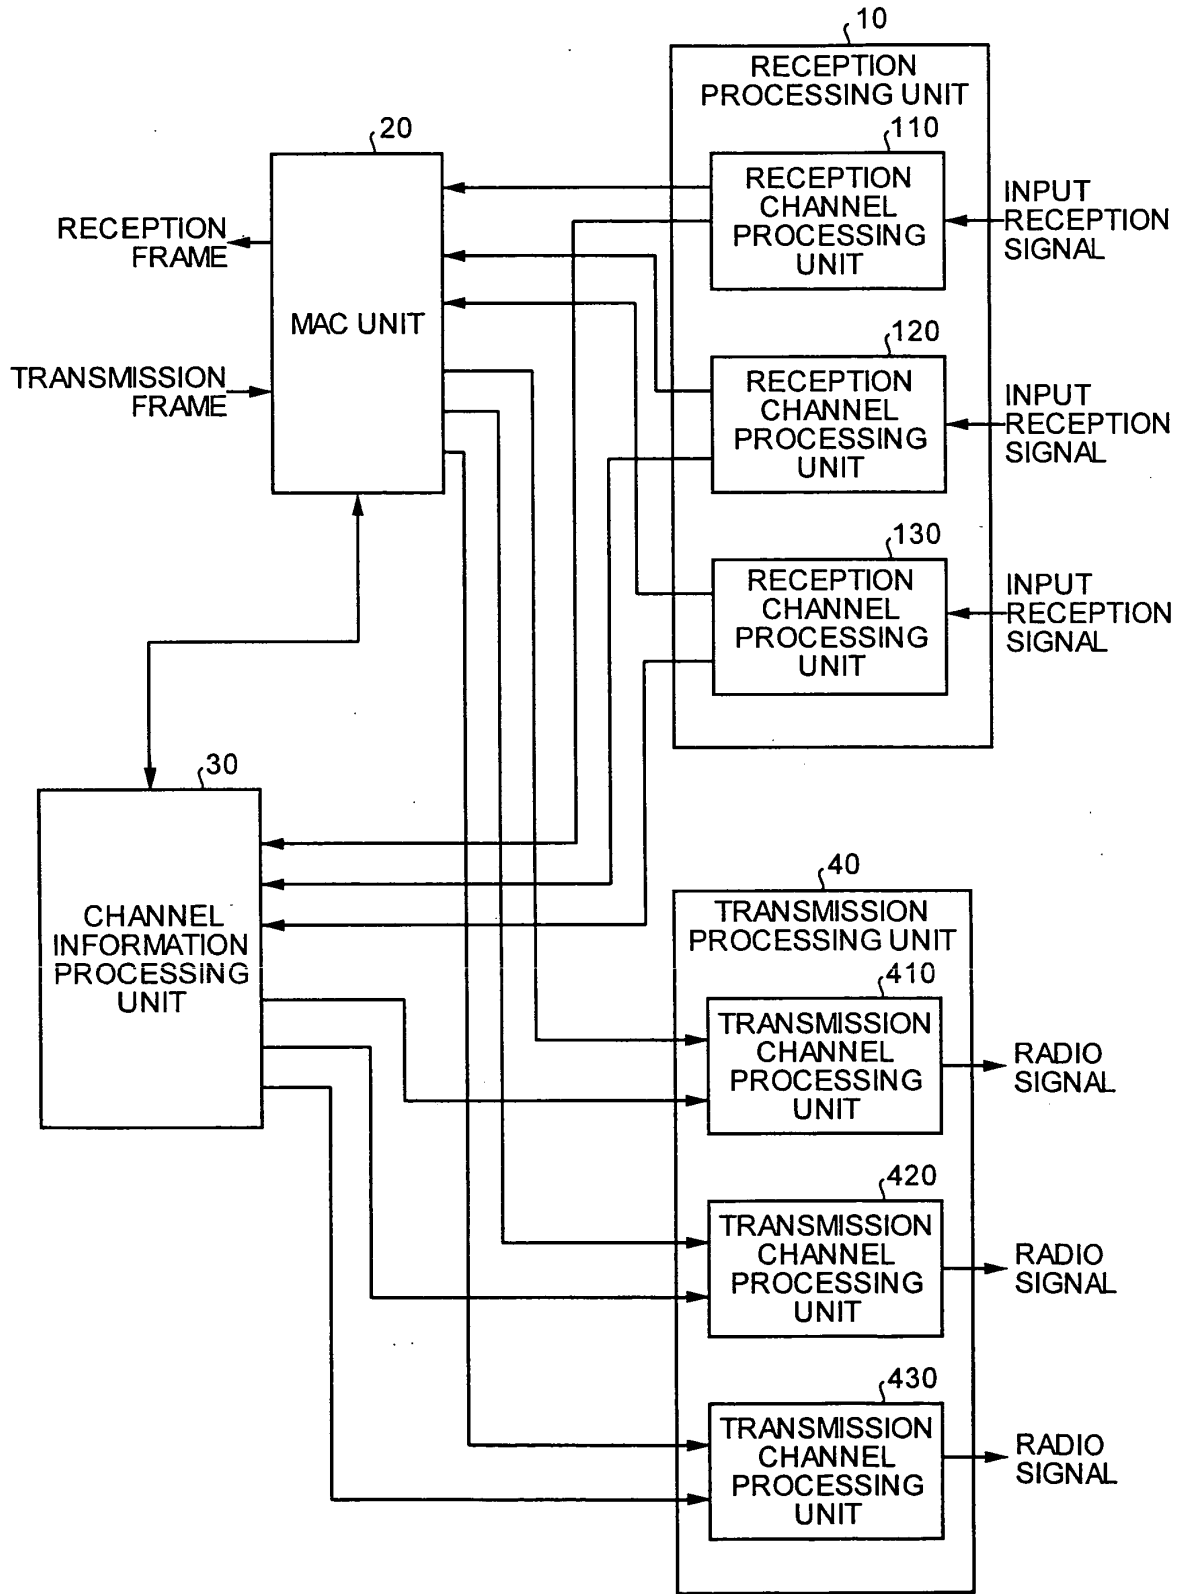 10
RECEPTION
PROCESSING UNIT
110
RECEPTION
CHANNEL
PROCESSING
UNIT
INPUT
RECEPTION
SIGNAL
20
MAC UNIT
RECEPTION
FRAME
TRANSMISSION
FRAME
120
RECEPTION
CHANNEL
PROCESSING
UNIT
INPUT
RECEPTION
SIGNAL
130
RECEPTION
CHANNEL
PROCESSING
UNIT
INPUT
RECEPTION
SIGNAL
30
CHANNEL
INFORMATION
PROCESSING
UNIT
40
TRANSMISSION
PROCESSING UNIT
410
TRANSMISSION
CHANNEL
PROCESSING
UNIT
RADIO
SIGNAL
420
TRANSMISSION
CHANNEL
PROCESSING
UNIT
RADIO
SIGNAL
430
TRANSMISSION
CHANNEL
PROCESSING
UNIT
RADIO
SIGNAL